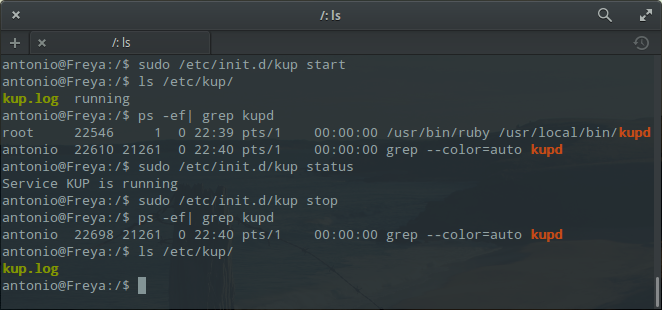 /: ls
/: ls
antonio@Freya:/$ sudo /etc/init.d/kup start
antonio@Freya:/$ ls /etc/kup/
kup.log  running
antonio@Freya:/$ ps -ef| grep kupd
root     22546     1  0 22:39 pts/1    00:00:00 /usr/bin/ruby /usr/local/bin/kupd
antonio  22610 21261  0 22:40 pts/1    00:00:00 grep --color=auto kupd
antonio@Freya:/$ sudo /etc/init.d/kup status
Service KUP is running
antonio@Freya:/$ sudo /etc/init.d/kup stop
antonio@Freya:/$ ps -ef| grep kupd
antonio  22698 21261  0 22:40 pts/1    00:00:00 grep --color=auto kupd
antonio@Freya:/$ ls /etc/kup/
kup.log
antonio@Freya:/$